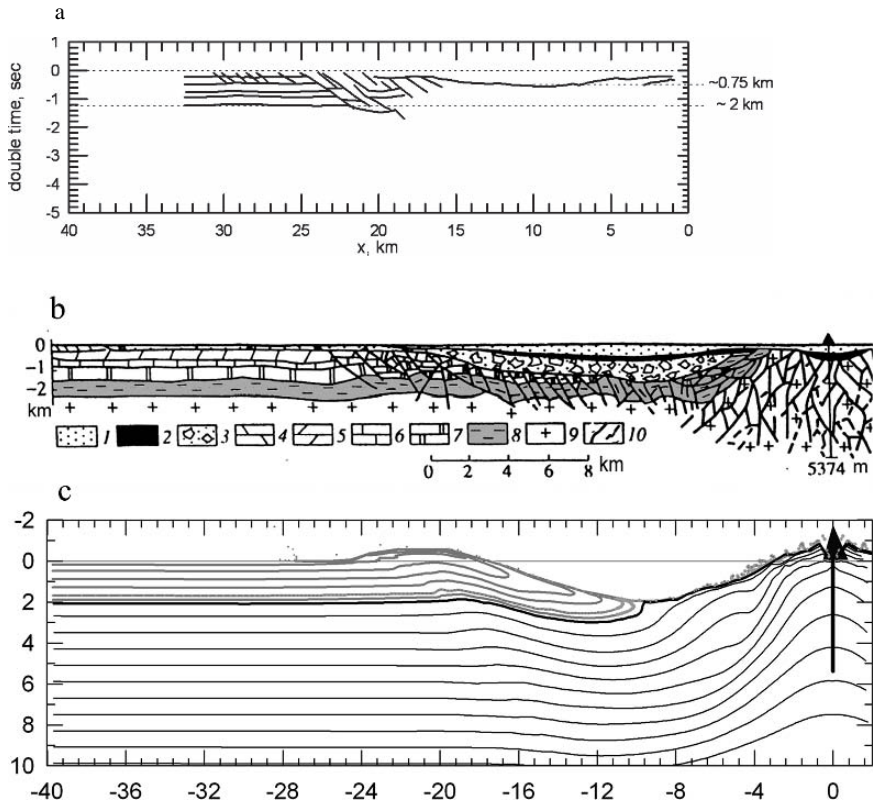 a
1
0
-1
-2
-3
-4
-5
double time, sec
~0.75 km
~ 2 km
40 35 30 25 20 15 10 5 0
x, km
b
0
-1
-2
km
1 2 3 4 5 6 7 8 9 10
0 2 4 6 8 km
5374 m
c
-2
0
2
4
6
8
10
-40 -36 -32 -28 -24 -20 -16 -12 -8 -4 0